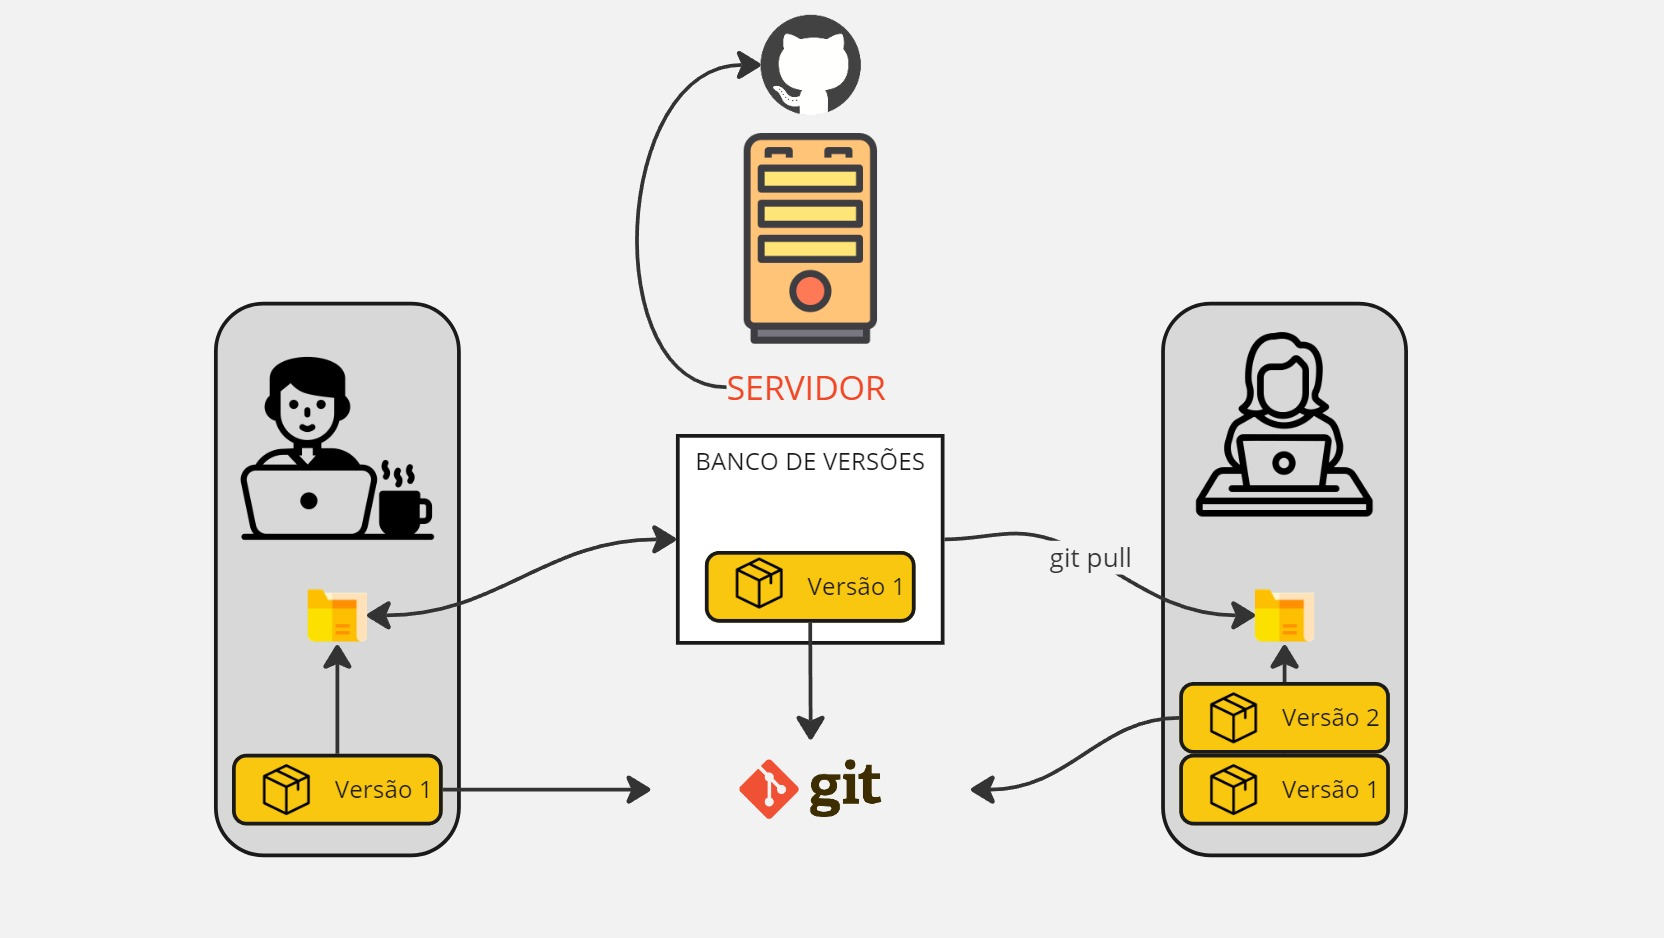 SERVIDOR
BANCO DE VERSÕES
Versão 1
git pull
Versão 2
Versão 1
Versão 1
git